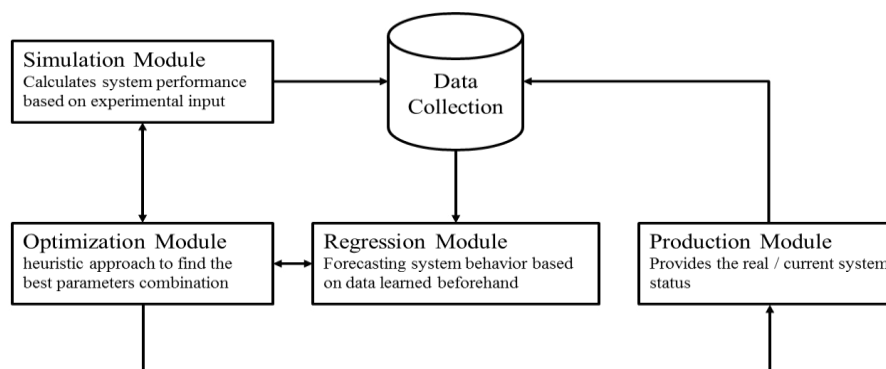 Simulation Module
Calculates system performance
based on experimental input
Data
Collection
Optimization Module
heuristic approach to find the
best parameters combination
Regression Module
Forecasting system behavior based
on data learned beforehand
Production Module
Provides the real / current system
status